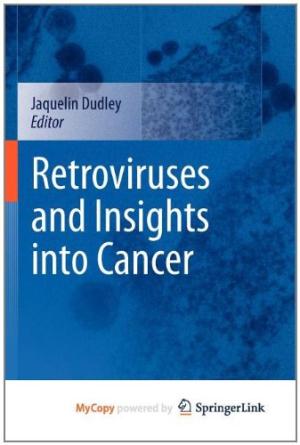 Jaquelin Dudley
Editor
Retroviruses
and Insights
into Cancer
MyCopy powered by SpringerLink